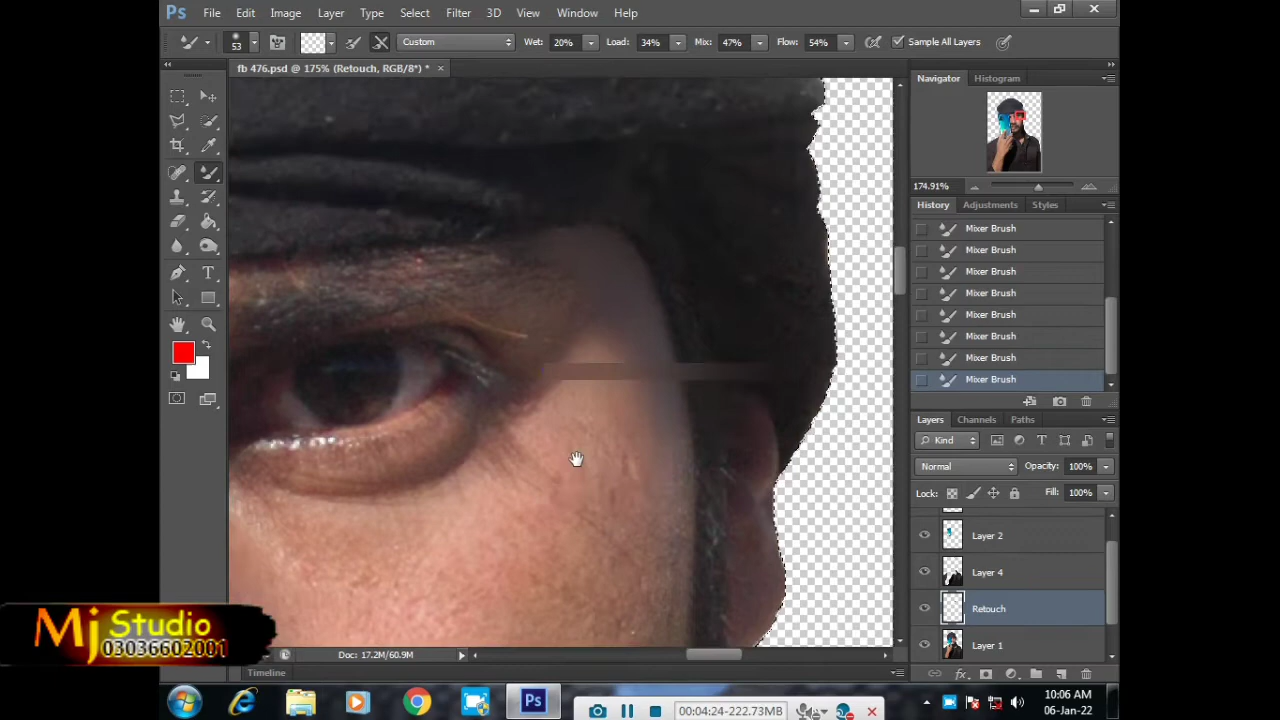 Ps File Edit Image Layer Type Select Filter 3D View Window Help
53 Custom Wet: 20% Load: 34% Mix: 47% Flow: 54% Sample All Layers
fb 476.psd @ 175% (Retouch, RGB/8*) * ×
Navigator Histogram
174.91%
History Adjustments Styles
Mixer Brush
Mixer Brush
Mixer Brush
Mixer Brush
Mixer Brush
Mixer Brush
Mixer Brush
Mixer Brush
Layers Channels Paths
Kind
Normal Opacity: 100%
Lock: Fill: 100%
Layer 2
Layer 4
Retouch
Layer 1
Mj Studio
03036602001
Doc: 17.2M/60.9M
Timeline
Ps
00:04:24-222.73MB
10:06 AM
06-Jan-22